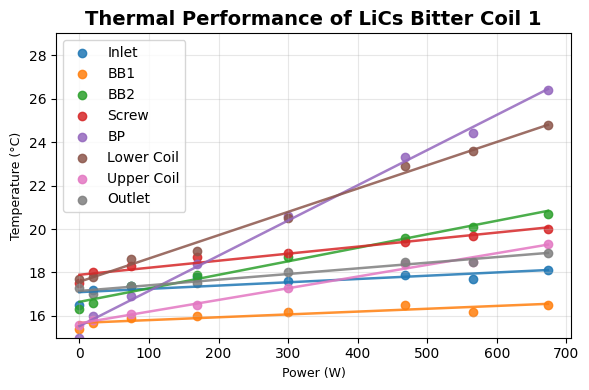 Thermal Performance of LiCs Bitter Coil 1
Temperature (°C)
28
26
24
22
20
18
16
Inlet
BB1
BB2
Screw
BP
Lower Coil
Upper Coil
Outlet
0 100 200 300 400 500 600 700
Power (W)